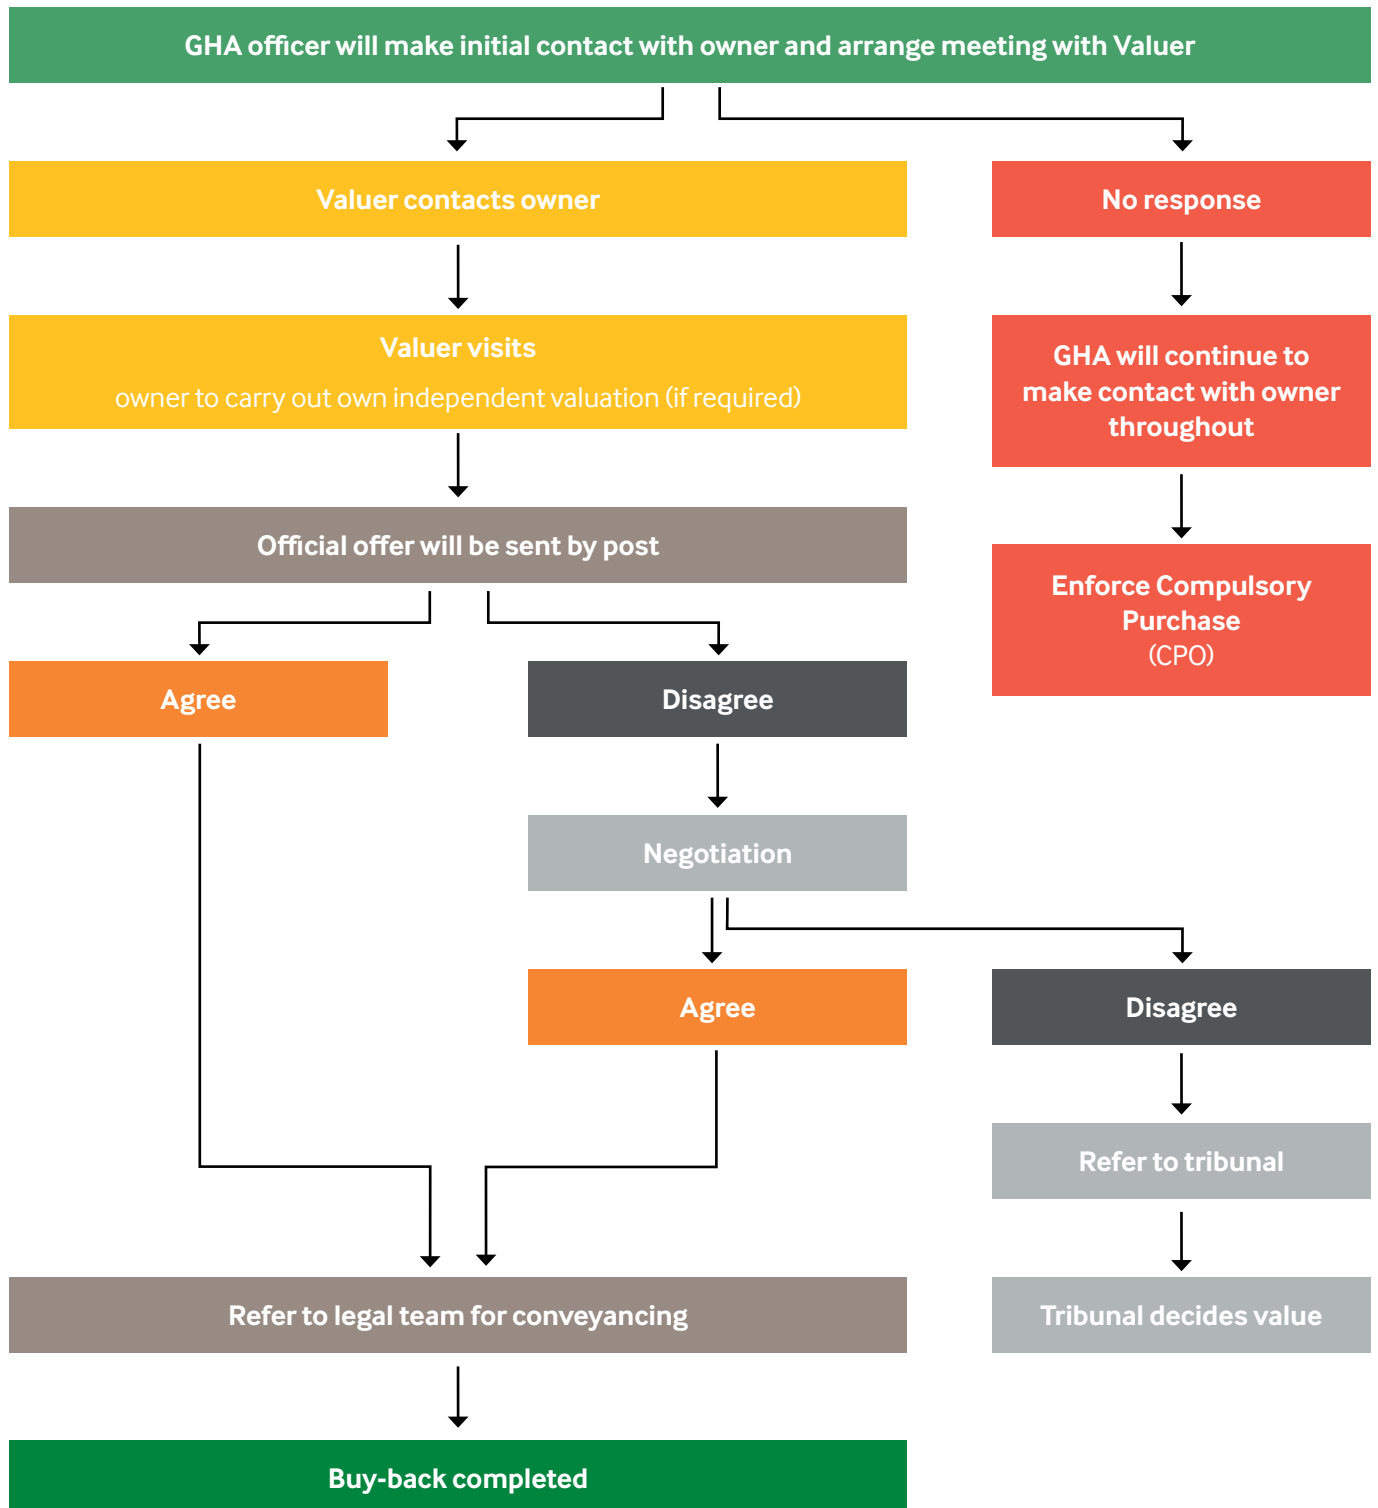 GHA officer will make initial contact with owner and arrange meeting with Valuer
Valuer contacts owner
No response
Valuer visits
owner to carry out own independent valuation (if required)
GHA will continue to
make contact with owner
throughout
Official offer will be sent by post
Enforce Compulsory
Purchase
(CPO)
Agree
Disagree
Negotiation
Agree
Disagree
Refer to tribunal
Refer to legal team for conveyancing
Tribunal decides value
Buy-back completed